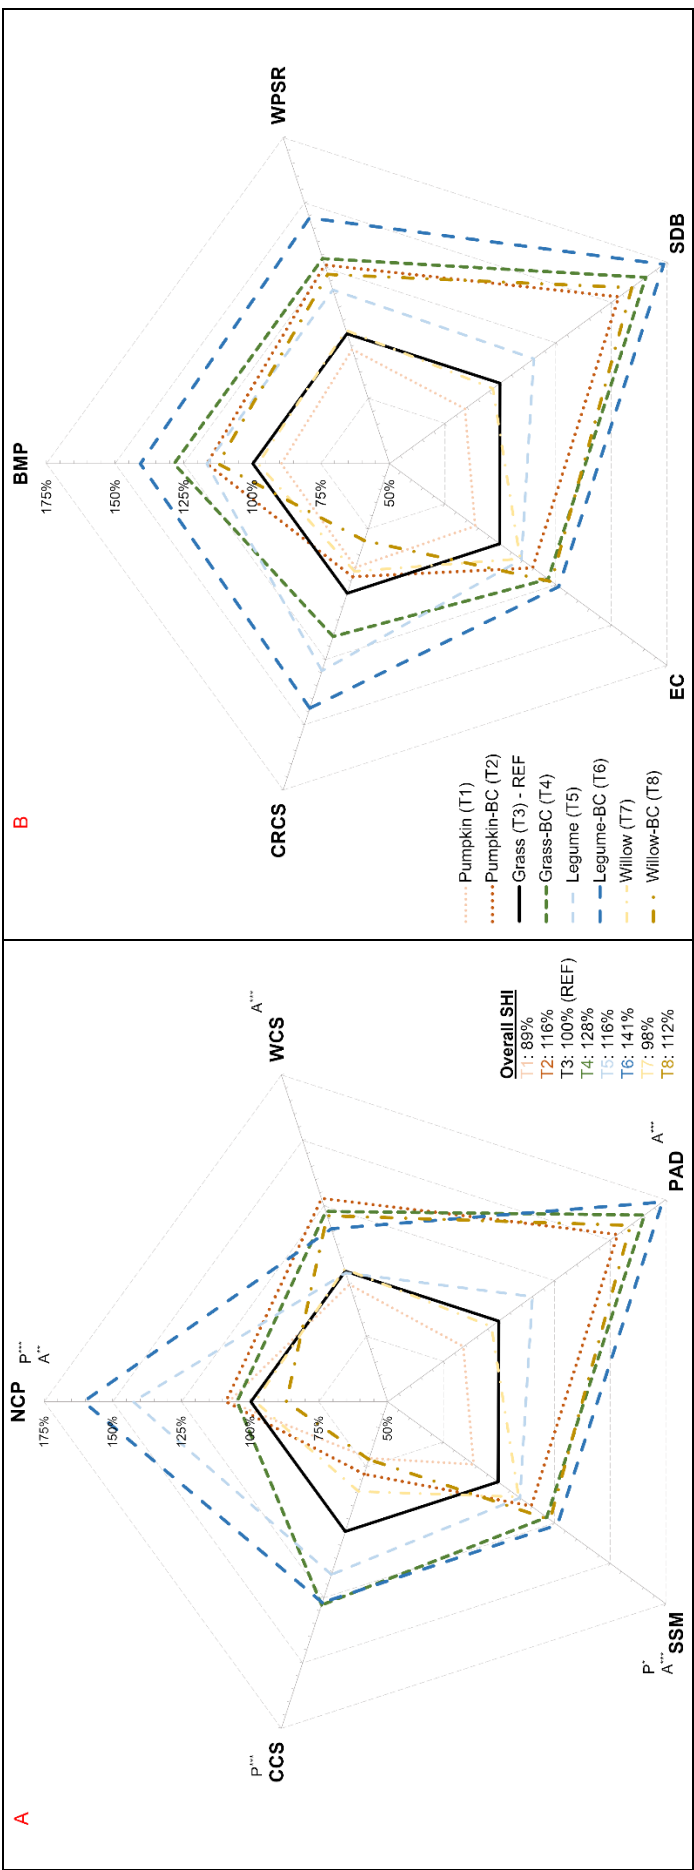 A
NCP
P***
A**
175%
150%
125%
100%
75%
50%
WCS
A***
CCS
P***
SSM
P*
A***
PAD
A***
Overall SHI
T1: 89%
T2: 116%
T3: 100% (REF)
T4: 128%
T5: 116%
T6: 141%
T7: 98%
T8: 112%
B
BMP
175%
150%
125%
100%
75%
50%
WPSR
CRCS
EC
SDB
Pumpkin (T1)
Pumpkin-BC (T2)
Grass (T3) - REF
Grass-BC (T4)
Legume (T5)
Legume-BC (T6)
Willow (T7)
Willow-BC (T8)